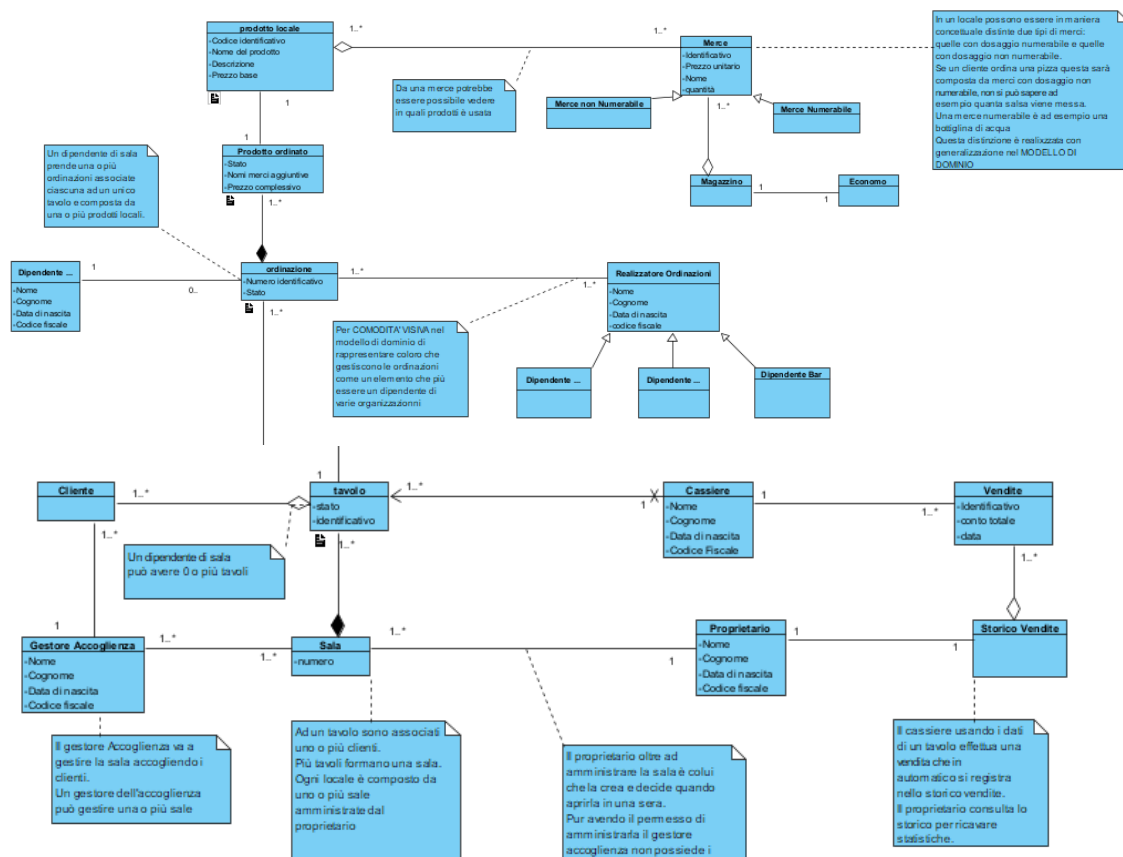 prodotto locale
-Codice identificativo
-Nome del prodotto
-Descrizione
-Prezzo base
1..*
1..*
Merce
-Identificativo
-Prezzo unitario
-Nome
-quantità
In un locale possono essere in maniera
concettuale distinte due tipi di merci:
quelle con dosaggio numerabile e quelle
con dosaggio non numerabile.
Se un cliente ordina una pizza questa sarà
composta da merci con dosaggio non
numerabile, non si può sapere ad
esempio quanta salsa viene messa.
Una merce numerabile è ad esempio una
bottiglina di acqua
Questa distinzione è realixzata con
generalizzazione nel MODELLO DI
DOMINIO
Da una merce potrebbe
essere possibile vedere
in quali prodotti è usata
Merce non Numerabile
Merce Numerabile
1..*
1
1
Un dipendente di sala
prende una o più
ordinazioni associate
ciascuna ad un unico
tavolo e composta da
una o più prodotti locali.
Prodotto ordinato
-Stato
-Nomi merci aggiuntive
-Prezzo complessivo
1..*
Magazzino
1
1
Economo
Dipendente ...
-Nome
-Cognome
-Data di nascita
-Codice fiscale
1
0..
ordinazione
-Numero identificativo
-Stato
1..*
1..*
1..*
Realizzatore Ordinazioni
-Nome
-Cognome
-Data di nascita
-codice fiscale
Per COMODITA' VISIVA nel
modello di dominio di
rappresentare coloro che
gestiscono le ordinazioni
come un elemento che più
essere un dipendente di
varie organizzazionni
Dipendente ...
Dipendente ...
Dipendente Bar
Cliente
1..*
1
tavolo
-stato
-identificativo
1..*
1
Cassiere
-Nome
-Cognome
-Data di nascita
-Codice Fiscale
1
1..*
Vendite
-Identificativo
-conto totale
-data
1..*
1..*
1..*
Un dipendente di sala
può avere 0 o più tavoli
1
Gestore Accoglienza
-Nome
-Cognome
-Data di nascita
-Codice fiscale
1..*
1..*
Sala
-numero
1..*
1
Proprietario
-Nome
-Cognome
-Data di nascita
-Codice fiscale
1
1
Storico Vendite
Il gestore Accoglienza va a
gestire la sala accogliendo i
clienti.
Un gestore dell'accoglienza
può gestire una o più sale
Ad un tavolo sono associati
uno o più clienti.
Più tavoli formano una sala.
Ogni locale è composto da
uno o più sale
amministrate dal
proprietario
Il proprietario oltre ad
amministrare la sala è colui
che la crea e decide quando
aprirla in una sera.
Pur avendo il permesso di
amministrarla il gestore
accoglienza non possiede i
Il cassiere usando i dati
di un tavolo effettua una
vendita che in
automatico si registra
nello storico vendite.
Il proprietario consulta lo
storico per ricavare
statistiche.